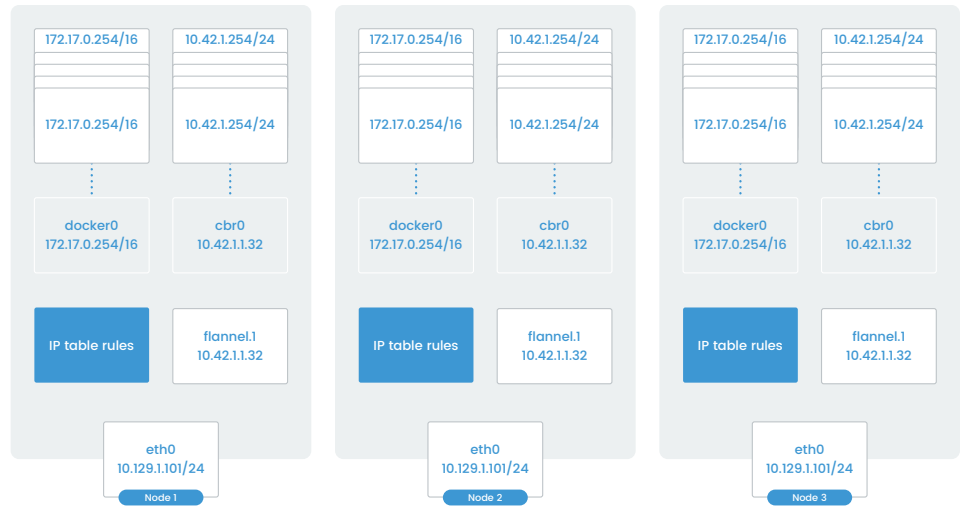 172.17.0.254/16
10.42.1.254/24
172.17.0.254/16
10.42.1.254/24
docker0
172.17.0.254/16
cbr0
10.42.1.1.32
IP table rules
flannel.1
10.42.1.1.32
eth0
10.129.1.101/24
Node 1
172.17.0.254/16
10.42.1.254/24
172.17.0.254/16
10.42.1.254/24
docker0
172.17.0.254/16
cbr0
10.42.1.1.32
IP table rules
flannel.1
10.42.1.1.32
eth0
10.129.1.101/24
Node 2
172.17.0.254/16
10.42.1.254/24
172.17.0.254/16
10.42.1.254/24
docker0
172.17.0.254/16
cbr0
10.42.1.1.32
IP table rules
flannel.1
10.42.1.1.32
eth0
10.129.1.101/24
Node 3